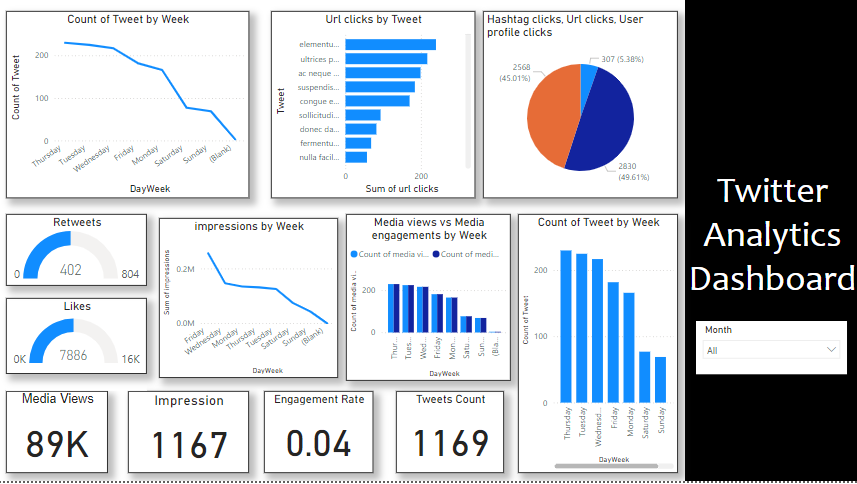 Count of Tweet by Week
Count of Tweet
200
100
0
Thursday
Tuesday
Wednesday
Friday
Monday
Saturday
Sunday
(Blank)
DayWeek
Url clicks by Tweet
Tweet
elementu...
ultrices p...
ac neque ...
suspendis...
congue e...
sollicitudi...
donec da...
fermentu...
nulla facil...
0
200
Sum of url clicks
Hashtag clicks, Url clicks, User
profile clicks
307 (5.38%)
2568
(45.01%)
2830
(49.61%)
Twitter
Analytics
Dashboard
Month
All
Retweets
0
402
804
Likes
0K
7886
16K
impressions by Week
Sum of impressions
0.2M
0.0M
Friday
Wednesday
Monday
Thursday
Tuesday
Saturday
Sunday
(Blank)
DayWeek
Media views vs Media
engagements by Week
Count of media vi...
Count of medi...
Count of media vi...
200
0
Thur...
Tues...
Wed...
Friday
Mon...
Satu...
Sun...
(Bla...
DayWeek
Count of Tweet by Week
Count of Tweet
200
100
0
Thursday
Tuesday
Wednesd...
Friday
Monday
Saturday
Sunday
DayWeek
Media Views
89K
Impression
1167
Engagement Rate
0.04
Tweets Count
1169